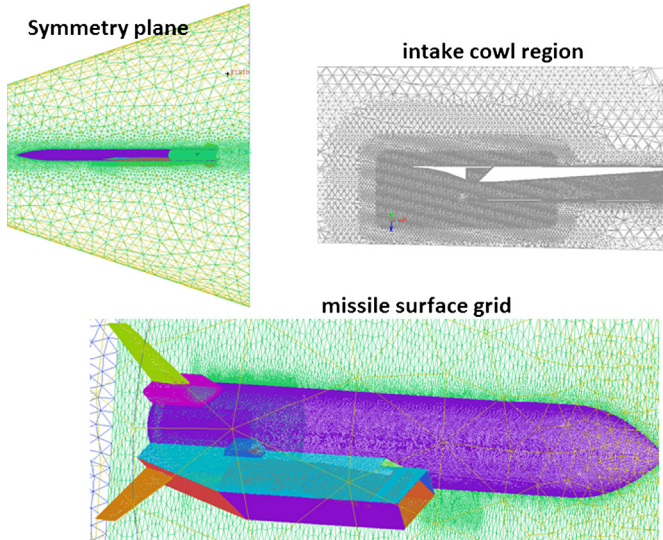 Symmetry plane
intake cowl region
missile surface grid